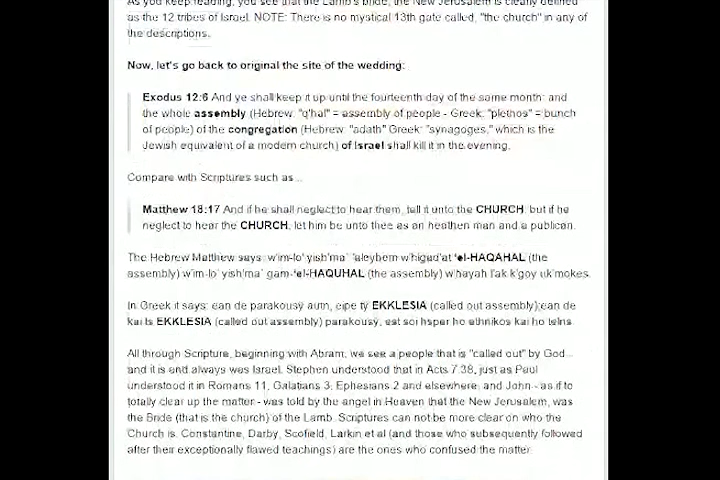 As you keep reading, you see that the Lamb's bride, the New Jerusalem is clearly defined
as the 12 tribes of Israel. NOTE: There is no mystical 13th gate called, "the church" in any of
the descriptions.
Now, let's go back to original the site of the wedding:
Exodus 12:6 And ye shall keep it up until the fourteenth day of the same month: and
the whole assembly (Hebrew: "q'hal" = assembly of people - Greek: "plethos" = bunch
of people) of the congregation (Hebrew: "adath" Greek: "synagoges," which is the
Jewish equivalent of a modern church) of Israel shall kill it in the evening.
Compare with Scriptures such as...
Matthew 18:17 And if he shall neglect to hear them, tell it unto the CHURCH: but if he
neglect to hear the CHURCH, let him be unto thee as an heathen man and a publican.
The Hebrew Matthew says: w'im-lo' yish'ma` 'aleyhem w'higad'at 'el-HAQAHAL (the
assembly) w'im-lo' yish'ma` gam-'el-HAQUHAL (the assembly) w'hayah l'ak k'goy uk'mokes.
In Greek it says: ean de parakousy autn, eipe ty EKKLESIA (called out assembly);ean de
kai ts EKKLESIA (called out assembly) parakousy, est soi hsper ho ethnikos kai ho telns
All through Scripture, beginning with Abram, we see a people that is "called out" by God...
and it is and always was Israel. Stephen understood that in Acts 7:38, just as Paul
understood it in Romans 11, Galatians 3, Ephesians 2 and elsewhere; and John - as if to
totally clear up the matter - was told by the angel in Heaven that the New Jerusalem, was
the Bride (that is the church) of the Lamb. Scriptures can not be more clear on who the
Church is. Constantine, Darby, Scofield, Larkin et al (and those who subsequently followed
after their exceptionally flawed teachings) are the ones who confused the matter.